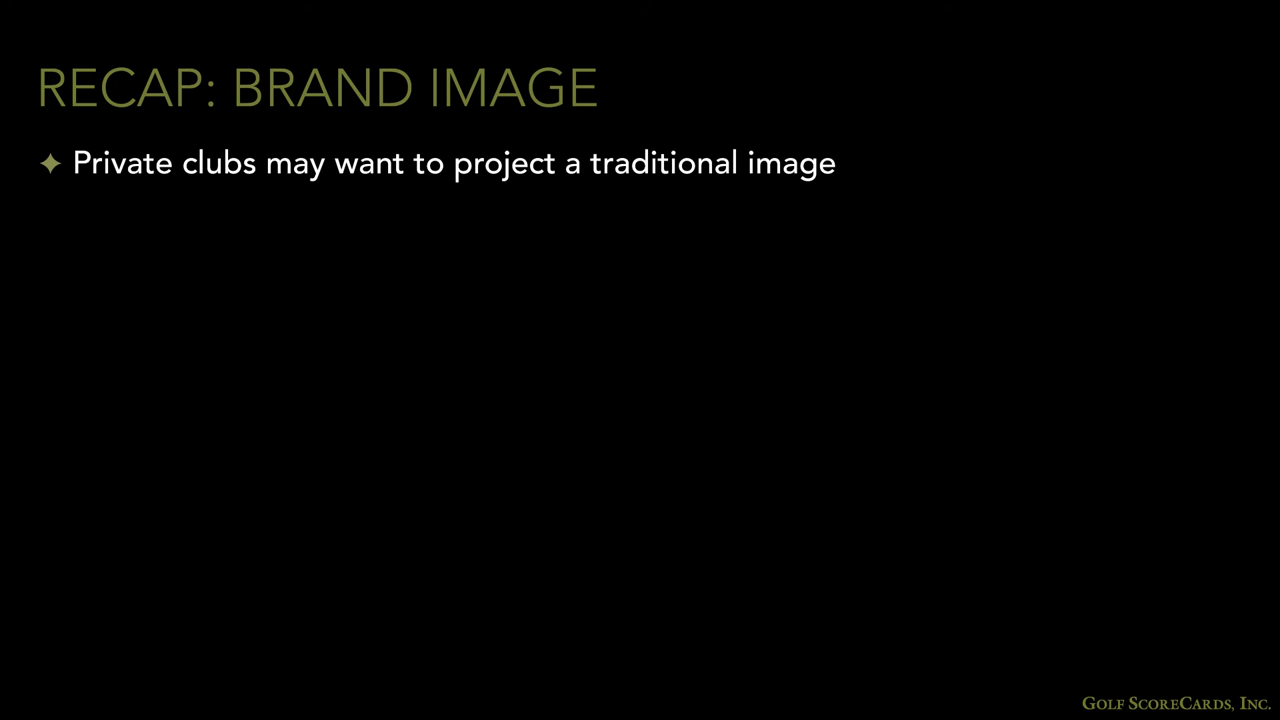 RECAP: BRAND IMAGE
✦ Private clubs may want to project a traditional image
Golf ScoreCards, Inc.